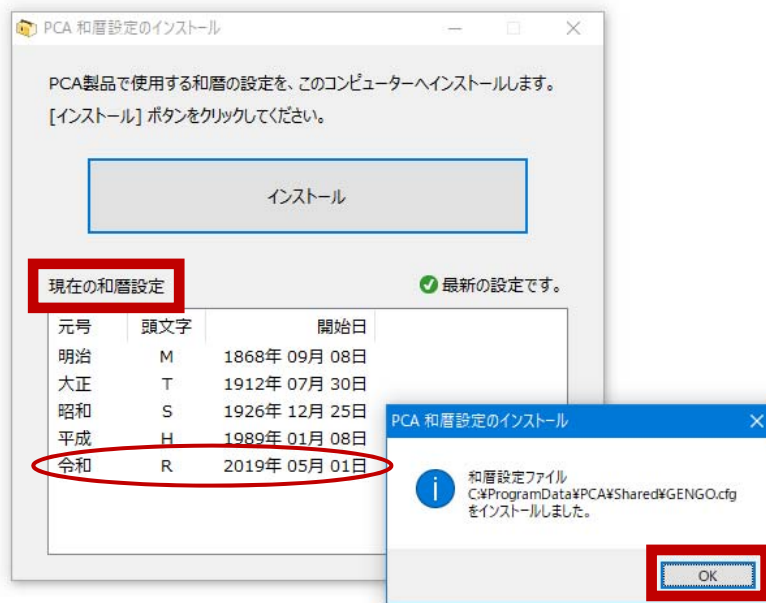 PCA 和暦設定のインストール
PCA製品で使用する和暦の設定を、このコンピューターへインストールします。
[インストール] ボタンをクリックしてください。
インストール
現在の和暦設定
最新の設定です。
元号 頭文字 開始日
明治 M 1868年 09月 08日
大正 T 1912年 07月 30日
昭和 S 1926年 12月 25日
平成 H 1989年 01月 08日
令和 R 2019年 05月 01日
PCA 和暦設定のインストール
和暦設定ファイル
C:¥ProgramData¥PCA¥Shared¥GENGO.cfg
をインストールしました。
OK